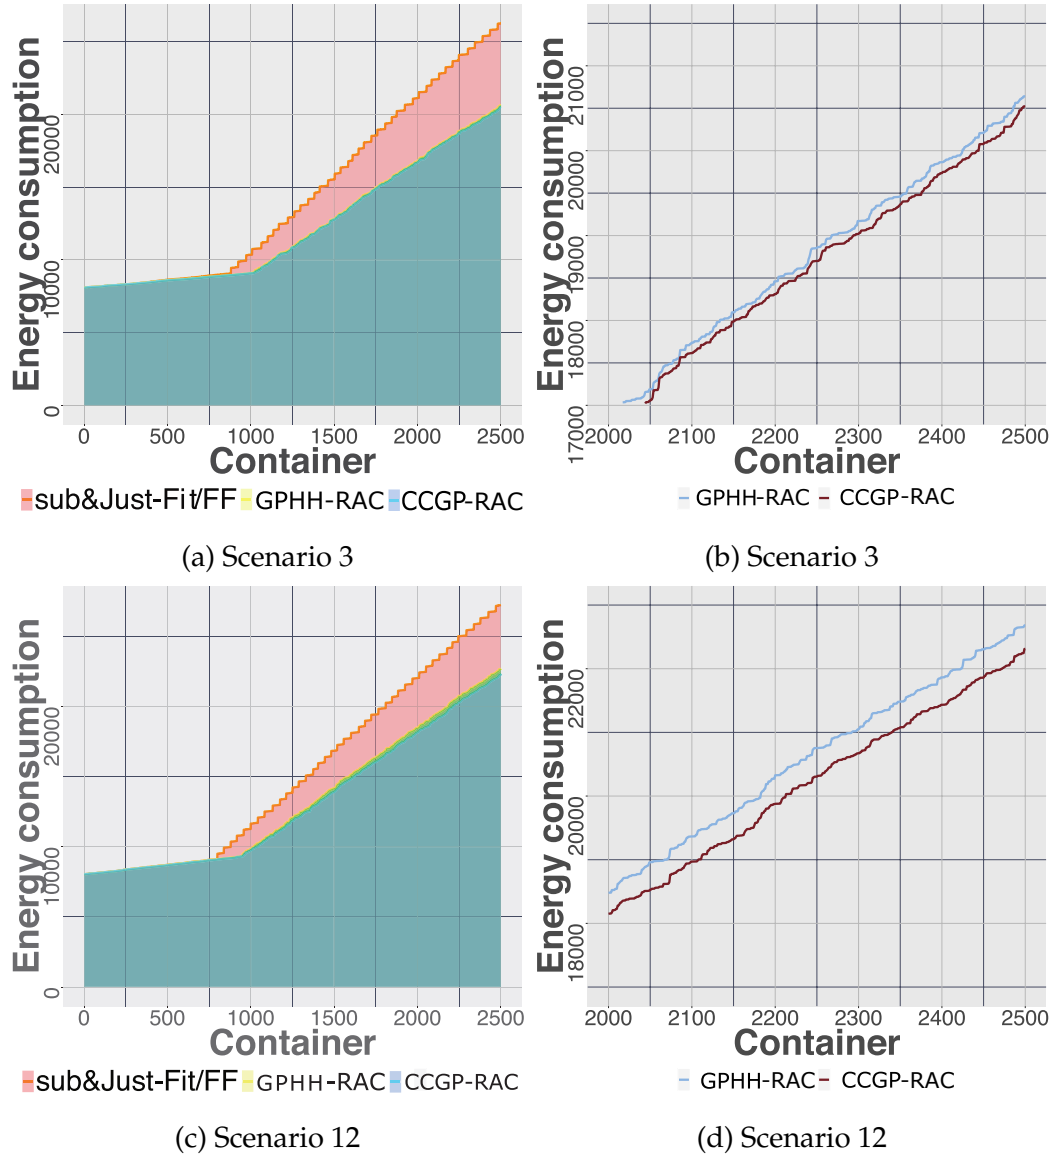 Energy consumption
20000
10000
0
0 500 1000 1500 2000 2500
Container
sub&Just-Fit/FF GPHH-RAC CCGP-RAC
(a) Scenario 3
Energy consumption
21000
20000
19000
18000
17000
2000 2100 2200 2300 2400 2500
Container
GPHH-RAC CCGP-RAC
(b) Scenario 3
Energy consumption
20000
10000
0
0 500 1000 1500 2000 2500
Container
sub&Just-Fit/FF GPHH-RAC CCGP-RAC
(c) Scenario 12
Energy consumption
22000
20000
18000
2000 2100 2200 2300 2400 2500
Container
GPHH-RAC CCGP-RAC
(d) Scenario 12